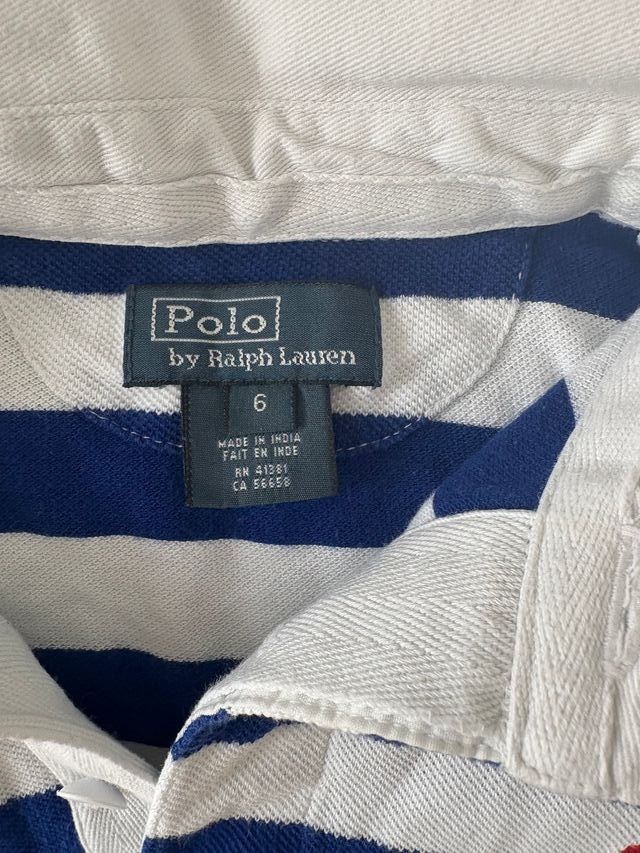 Polo
by Ralph Lauren
6
MADE IN INDIA
FAIT EN INDE
RN 41381
CA 56658